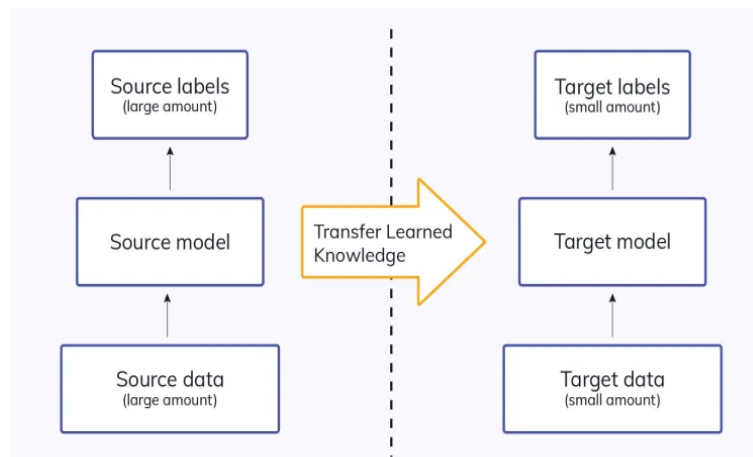 Source labels
(large amount)
Source model
Source data
(large amount)
Transfer Learned
Knowledge
Target labels
(small amount)
Target model
Target data
(small amount)